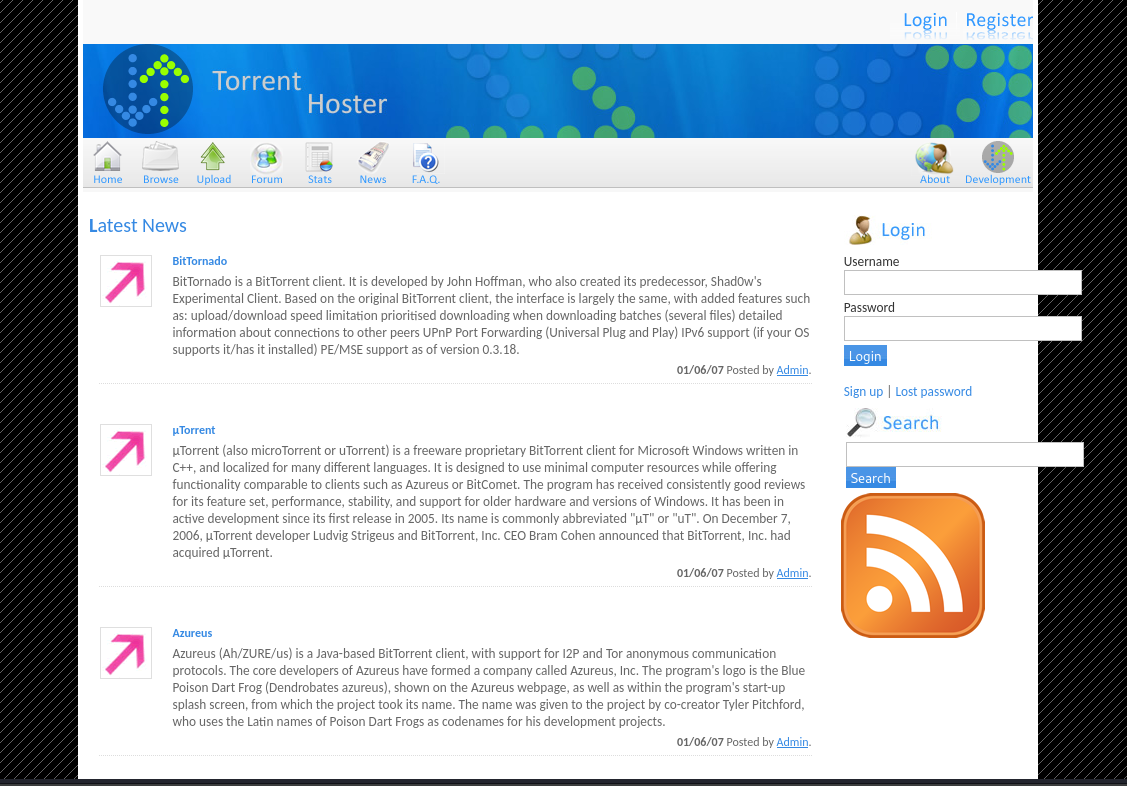 Login Register
Torrent
Hoster
Home Browse Upload Forum Stats News F.A.Q. About Development
Latest News
BitTornado
BitTornado is a BitTorrent client. It is developed by John Hoffman, who also created its predecessor, Shad0w's
Experimental Client. Based on the original BitTorrent client, the interface is largely the same, with added features such
as: upload/download speed limitation prioritised downloading when downloading batches (several files) detailed
information about connections to other peers UPnP Port Forwarding (Universal Plug and Play) IPv6 support (if your OS
supports it/has it installed) PE/MSE support as of version 0.3.18.
01/06/07 Posted by Admin.
µTorrent
µTorrent (also microTorrent or uTorrent) is a freeware proprietary BitTorrent client for Microsoft Windows written in
C++, and localized for many different languages. It is designed to use minimal computer resources while offering
functionality comparable to clients such as Azureus or BitComet. The program has received consistently good reviews
for its feature set, performance, stability, and support for older hardware and versions of Windows. It has been in
active development since its first release in 2005. Its name is commonly abbreviated "µT" or "uT". On December 7,
2006, µTorrent developer Ludvig Strigeus and BitTorrent, Inc. CEO Bram Cohen announced that BitTorrent, Inc. had
acquired µTorrent.
01/06/07 Posted by Admin.
Azureus
Azureus (Ah/ZURE/us) is a Java-based BitTorrent client, with support for I2P and Tor anonymous communication
protocols. The core developers of Azureus have formed a company called Azureus, Inc. The program's logo is the Blue
Poison Dart Frog (Dendrobates azureus), shown on the Azureus webpage, as well as within the program's start-up
splash screen, from which the project took its name. The name was given to the project by co-creator Tyler Pitchford,
who uses the Latin names of Poison Dart Frogs as codenames for his development projects.
01/06/07 Posted by Admin.
Login
Username
Password
Login
Sign up | Lost password
Search
Search